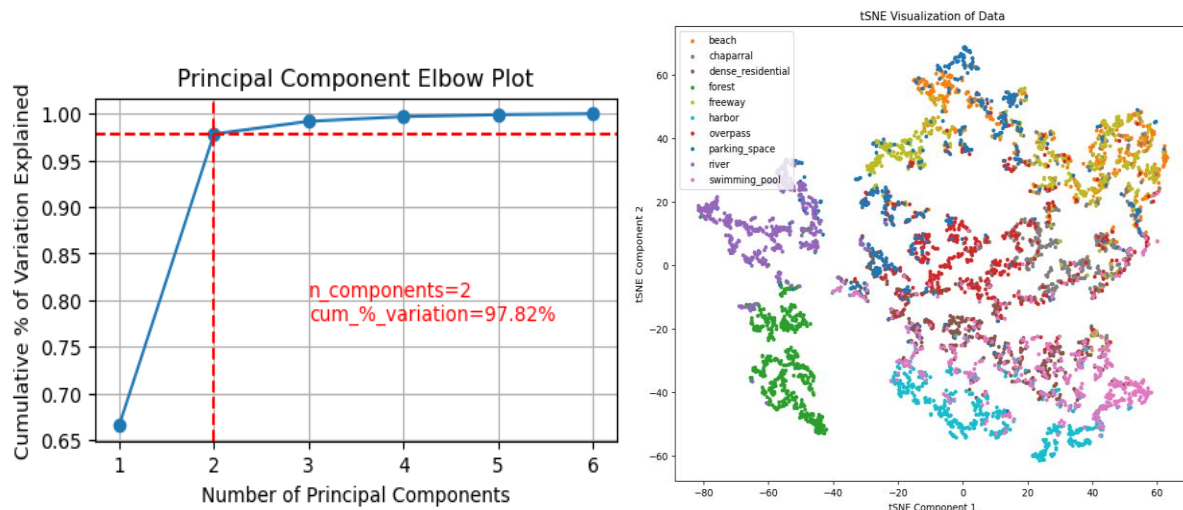 Principal Component Elbow Plot
Cumulative % of Variation Explained
1.00
0.95
0.90
0.85
0.80
0.75
0.70
0.65
n_components=2
cum_%_variation=97.82%
1 2 3 4 5 6
Number of Principal Components
tSNE Visualization of Data
beach
chaparral
dense_residential
forest
freeway
harbor
overpass
parking_space
river
swimming_pool
tSNE Component 2
60
40
20
0
−20
−40
−60
−80 −60 −40 −20 0 20 40 60
tSNE Component 1